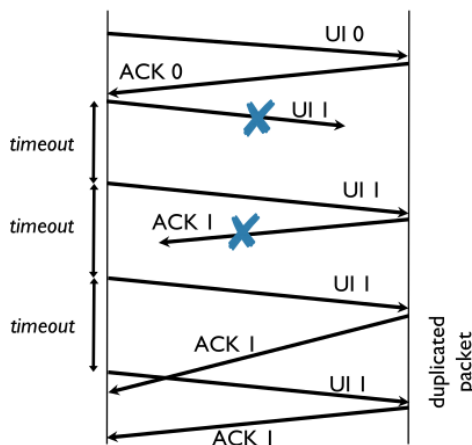 UI 0
ACK 0
UI 1
timeout
UI 1
ACK 1
timeout
UI 1
timeout
ACK 1
UI 1
ACK 1
duplicated
packet